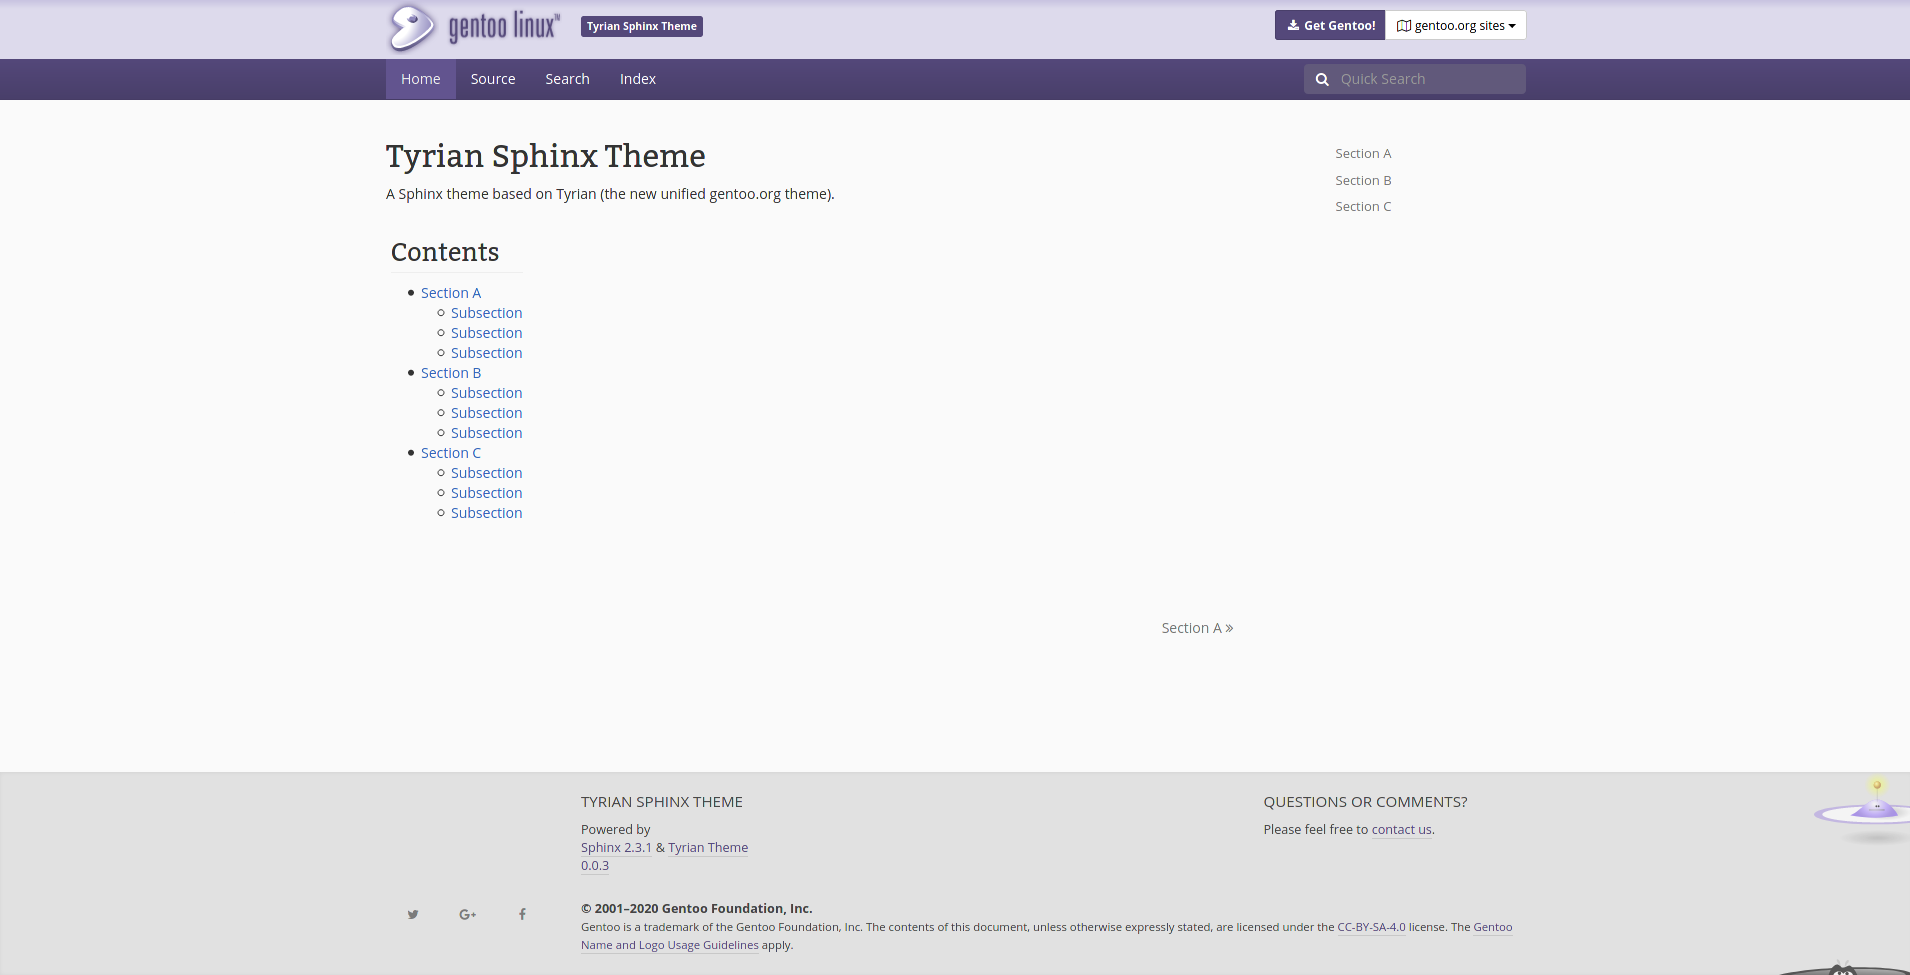 gentoo linux™
Tyrian Sphinx Theme
Get Gentoo!
gentoo.org sites
Home
Source
Search
Index
Quick Search
Tyrian Sphinx Theme
A Sphinx theme based on Tyrian (the new unified gentoo.org theme).
Contents
Section A
Subsection
Subsection
Subsection
Section B
Subsection
Subsection
Subsection
Section C
Subsection
Subsection
Subsection
Section A
Section B
Section C
Section A »
TYRIAN SPHINX THEME
Powered by
Sphinx 2.3.1 & Tyrian Theme
0.0.3
QUESTIONS OR COMMENTS?
Please feel free to contact us.
© 2001–2020 Gentoo Foundation, Inc.
Gentoo is a trademark of the Gentoo Foundation, Inc. The contents of this document, unless otherwise expressly stated, are licensed under the CC-BY-SA-4.0 license. The Gentoo
Name and Logo Usage Guidelines apply.